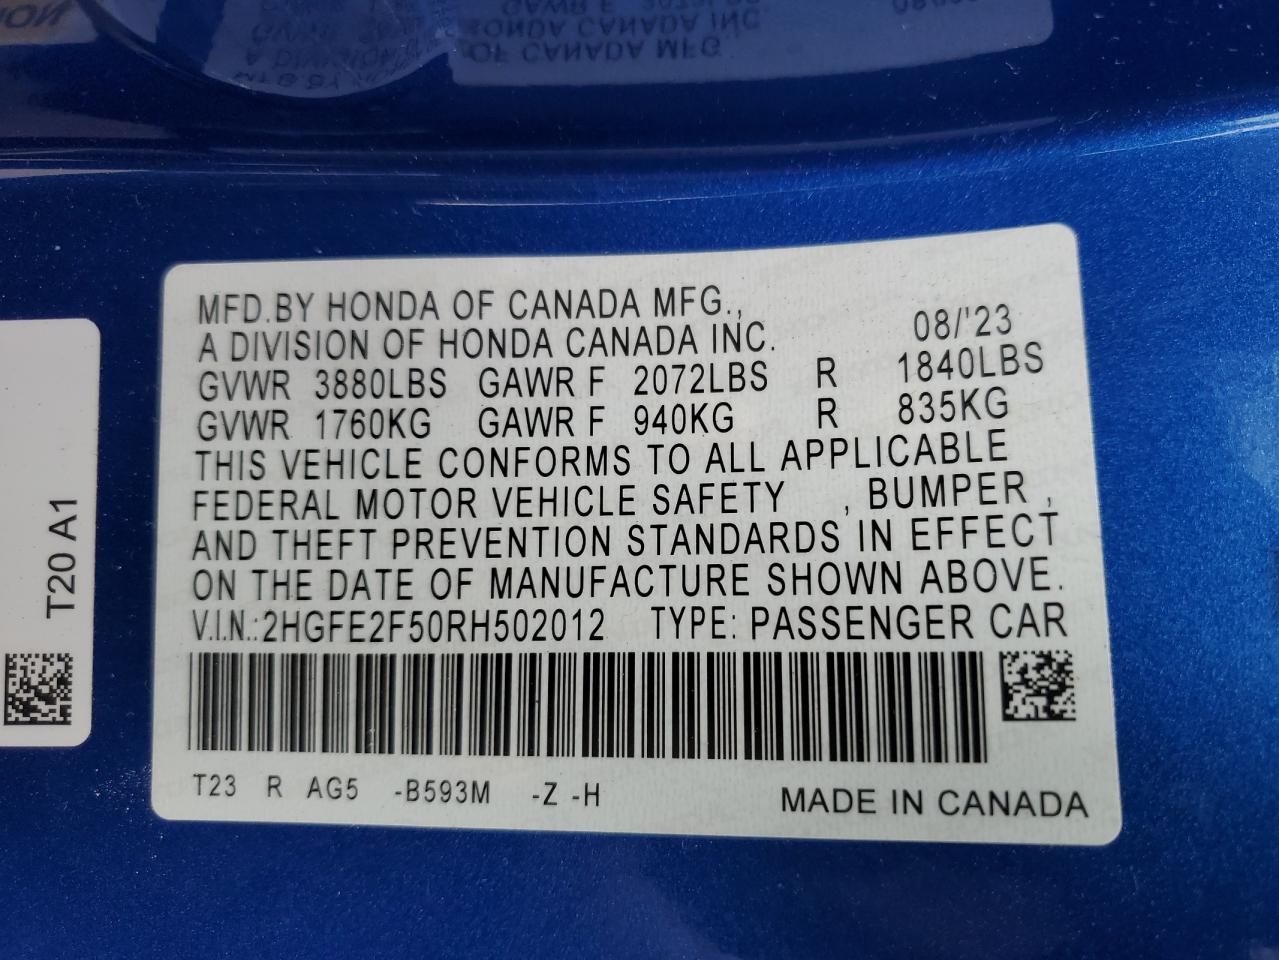 MFD.BY HONDA OF CANADA MFG.,
A DIVISION OF HONDA CANADA INC. 08/'23
GVWR 3880LBS GAWR F 2072LBS R 1840LBS
GVWR 1760KG GAWR F 940KG R 835KG
THIS VEHICLE CONFORMS TO ALL APPLICABLE
FEDERAL MOTOR VEHICLE SAFETY , BUMPER ,
AND THEFT PREVENTION STANDARDS IN EFFECT
ON THE DATE OF MANUFACTURE SHOWN ABOVE.
V.I.N.:2HGFE2F50RH502012 TYPE: PASSENGER CAR
T23 R AG5 -B593M -Z -H
MADE IN CANADA
T20 A1